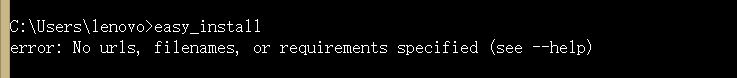 C:\Users\lenovo>easy_install
error: No urls, filenames, or requirements specified (see --help)